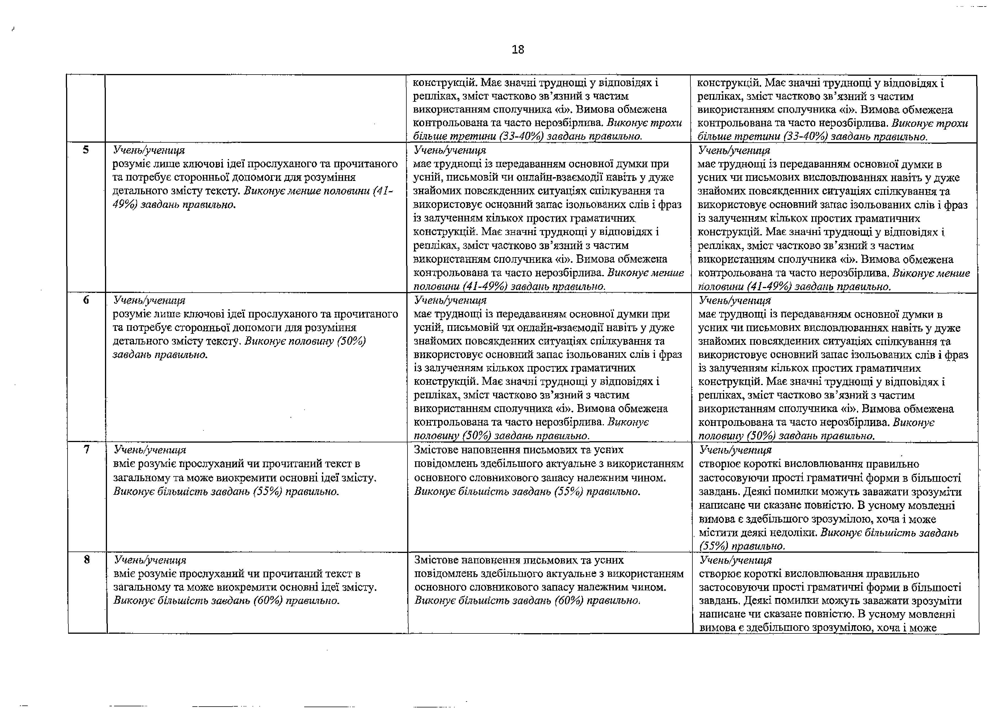 18
конструкцій. Має значні труднощі у відповідях і
репліках, зміст частково зв’язний з частим
використанням сполучника «і». Вимова обмежена
контрольована та часто нерозбірлива. Виконує трохи
більше третини (33-40%) завдань правильно.
конструкцій. Має значні труднощі у відповідях і
репліках, зміст частково зв’язний з частим
використанням сполучника «і». Вимова обмежена
контрольована та часто нерозбірлива. Виконує трохи
більше третини (33-40%) завдань правильно.
5
Учень/учениця
розуміє лише ключові ідеї прослуханого та прочитаного
та потребує сторонньої допомоги для розуміння
детального змісту тексту. Виконує менше половини (41-
49%) завдань правильно.
Учень/учениця
має труднощі із передаванням основної думки при
усній, письмовій чи онлайн-взаємодії навіть у дуже
знайомих повсякденних ситуаціях спілкування та
використовує основний запас ізольованих слів і фраз
із залученням кількох простих граматичних
конструкцій. Має значні труднощі у відповідях і
репліках, зміст частково зв’язний з частим
використанням сполучника «і». Вимова обмежена
контрольована та часто нерозбірлива. Виконує менше
половини (41-49%) завдань правильно.
Учень/учениця
має труднощі із передаванням основної думки в
усних чи письмових висловлюваннях навіть у дуже
знайомих повсякденних ситуаціях спілкування та
використовує основний запас ізольованих слів і фраз
із залученням кількох простих граматичних
конструкцій. Має значні труднощі у відповідях і
репліках, зміст частково зв’язний з частим
використанням сполучника «і». Вимова обмежена
контрольована та часто нерозбірлива. Виконує менше
половини (41-49%) завдань правильно.
6
Учень/учениця
розуміє лише ключові ідеї прослуханого та прочитаного
та потребує сторонньої допомоги для розуміння
детального змісту тексту. Виконує половину (50%)
завдань правильно.
Учень/учениця
має труднощі із передаванням основної думки при
усній, письмовій чи онлайн-взаємодії навіть у дуже
знайомих повсякденних ситуаціях спілкування та
використовує основний запас ізольованих слів і фраз
із залученням кількох простих граматичних
конструкцій. Має значні труднощі у відповідях і
репліках, зміст частково зв’язний з частим
використанням сполучника «і». Вимова обмежена
контрольована та часто нерозбірлива. Виконує
половину (50%) завдань правильно.
Учень/учениця
має труднощі із передаванням основної думки в
усних чи письмових висловлюваннях навіть у дуже
знайомих повсякденних ситуаціях спілкування та
використовує основний запас ізольованих слів і фраз
із залученням кількох простих граматичних
конструкцій. Має значні труднощі у відповідях і
репліках, зміст частково зв’язний з частим
використанням сполучника «і». Вимова обмежена
контрольована та часто нерозбірлива. Виконує
половину (50%) завдань правильно.
7
Учень/учениця
вміє розуміє прослуханий чи прочитаний текст в
загальному та може виокремити основні ідеї змісту.
Виконує більшість завдань (55%) правильно.
Змістове наповнення письмових та усних
повідомлень здебільшого актуальне з використанням
основного словникового запасу належним чином.
Виконує більшість завдань (55%) правильно.
Учень/учениця
створює короткі висловлювання правильно
застосовуючи прості граматичні форми в більшості
завдань. Деякі помилки можуть заважати зрозуміти
написане чи сказане повністю. В усному мовленні
вимова є здебільшого зрозумілою, хоча і може
містити деякі недоліки. Виконує більшість завдань
(55%) правильно.
8
Учень/учениця
вміє розуміє прослуханий чи прочитаний текст в
загальному та може виокремити основні ідеї змісту.
Виконує більшість завдань (60%) правильно.
Змістове наповнення письмових та усних
повідомлень здебільшого актуальне з використанням
основного словникового запасу належним чином.
Виконує більшість завдань (60%) правильно.
Учень/учениця
створює короткі висловлювання правильно
застосовуючи прості граматичні форми в більшості
завдань. Деякі помилки можуть заважати зрозуміти
написане чи сказане повністю. В усному мовленні
вимова є здебільшого зрозумілою, хоча і може